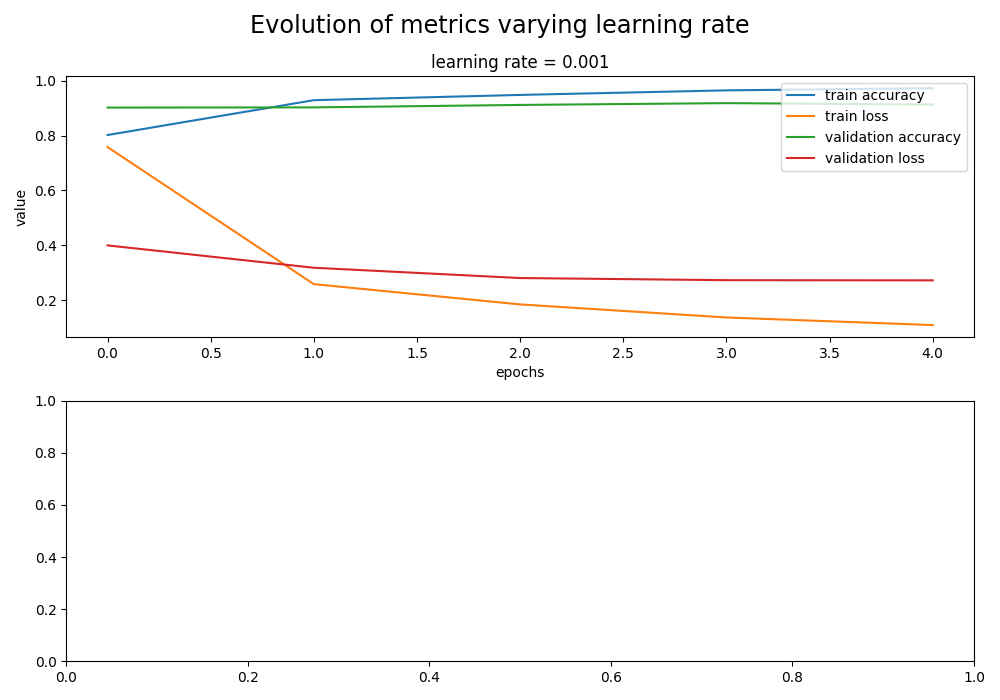 Evolution of metrics varying learning rate
learning rate = 0.001
1.0
0.8
0.6
0.4
0.2
value
train accuracy
train loss
validation accuracy
validation loss
0.0 0.5 1.0 1.5 2.0 2.5 3.0 3.5 4.0
epochs
1.0
0.8
0.6
0.4
0.2
0.0
0.0 0.2 0.4 0.6 0.8 1.0